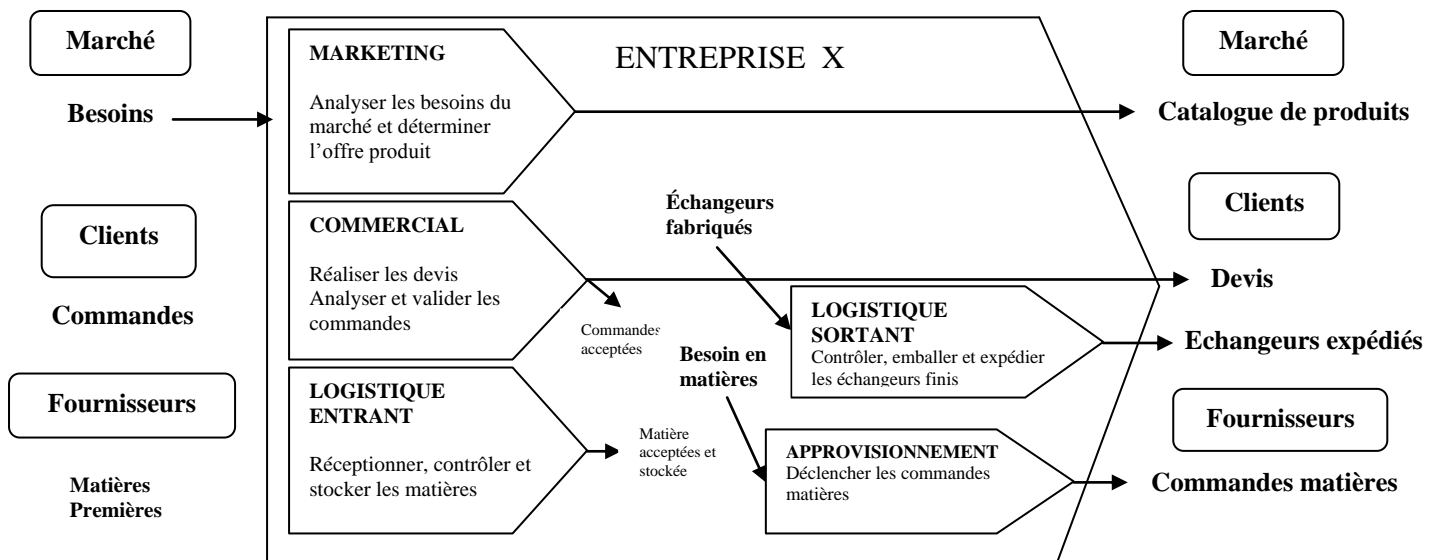 Marché
Besoins
Clients
Commandes
Fournisseurs
Matières
Premières
ENTREPRISE X
MARKETING
Analyser les besoins du
marché et déterminer
l’offre produit
COMMERCIAL
Réaliser les devis
Analyser et valider les
commandes
LOGISTIQUE
ENTRANT
Réceptionner, contrôler et
stocker les matières
Commandes
acceptées
Matière
acceptées et
stockée
Échangeurs
fabriqués
Besoin en
matières
LOGISTIQUE
SORTANT
Contrôler, emballer et expédier
les échangeurs finis
APPROVISIONNEMENT
Déclencher les commandes
matières
Marché
Catalogue de produits
Clients
Devis
Echangeurs expédiés
Fournisseurs
Commandes matières